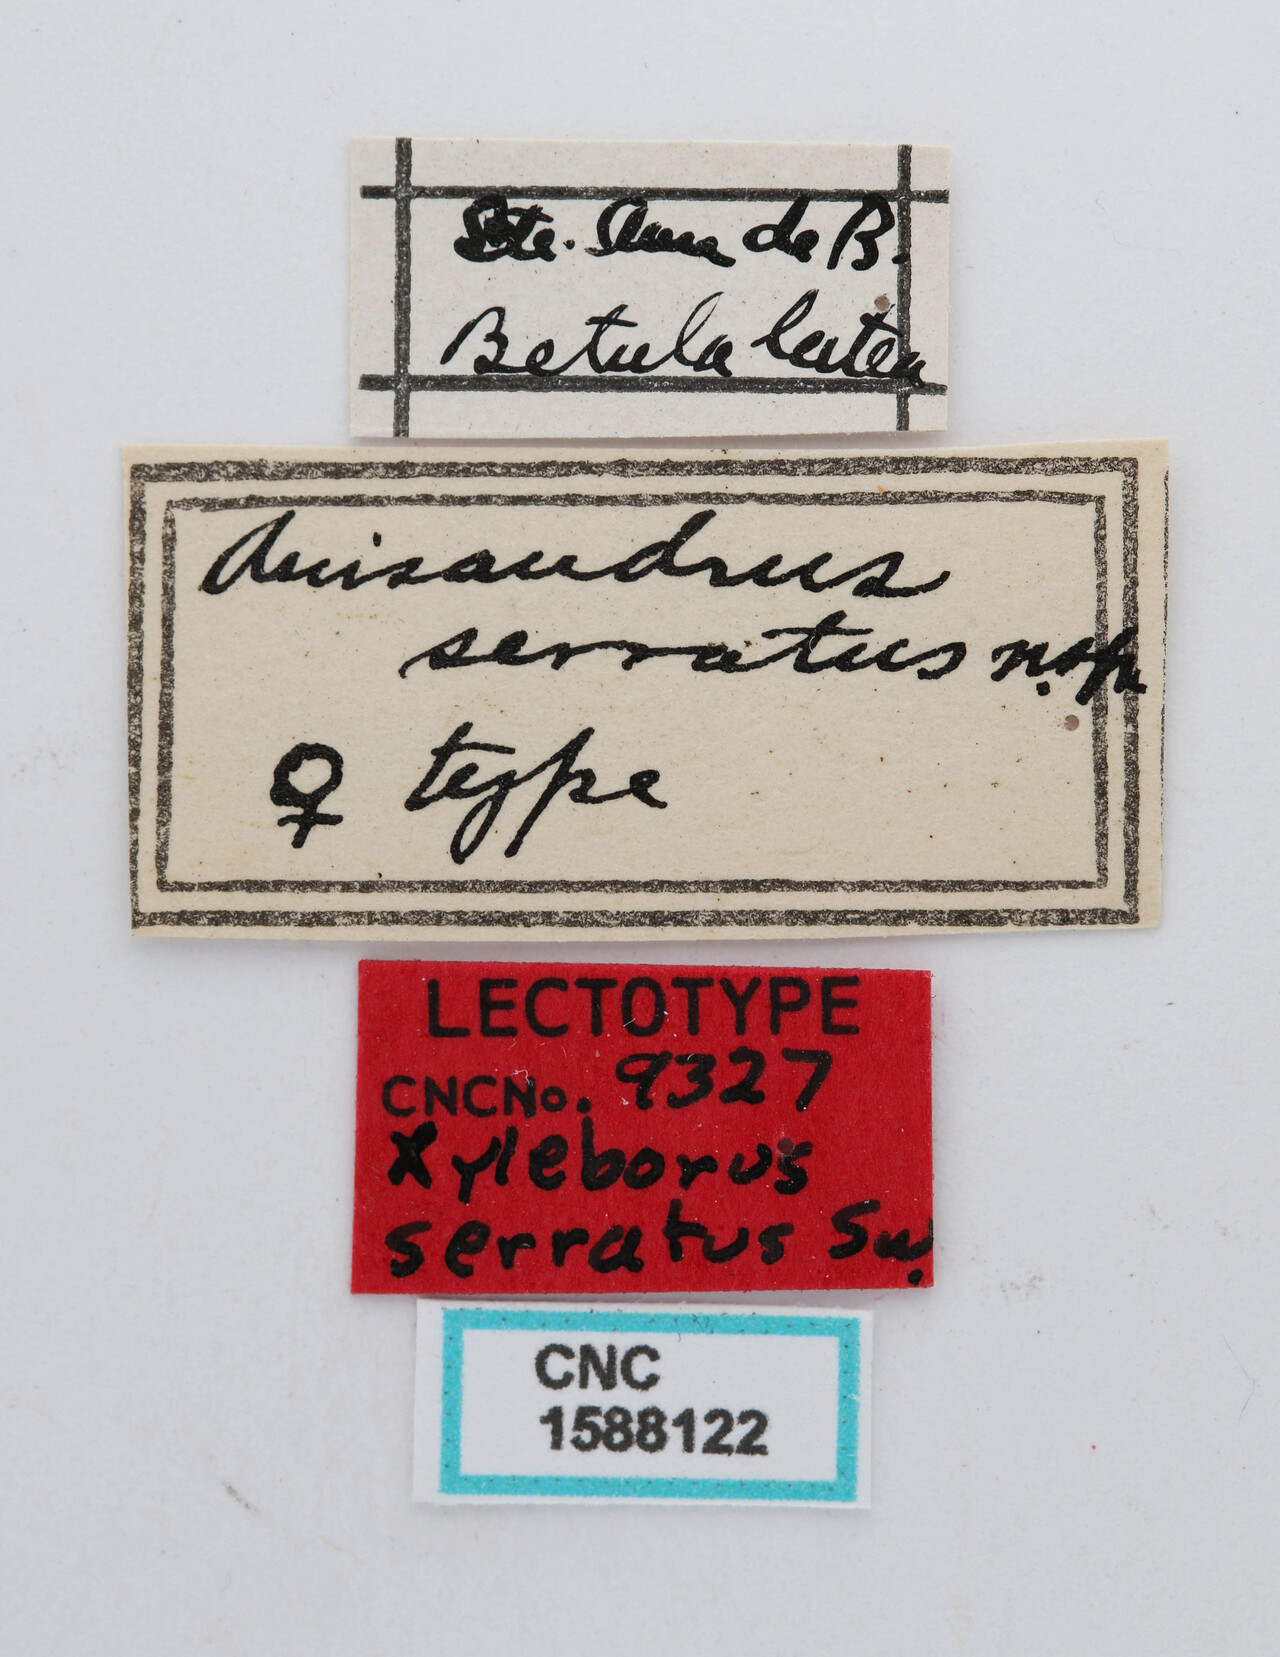 Ste. Anne de B.
Betula lutea
Anisandrus
serratus n.sp.
♀ type
LECTOTYPE
CNCNo. 9327
Xyleborus
serratus Sw.
CNC
1588122